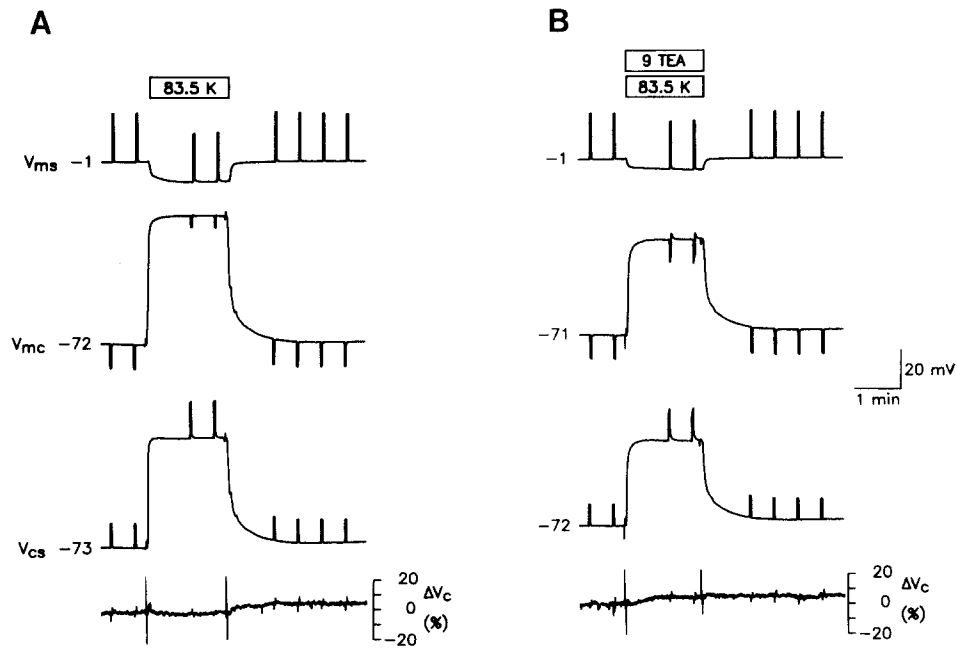 A
83.5 K
Vms -1
Vmc -72
Vcs -73
20
0
-20
ΔVc
(%)
B
9 TEA
83.5 K
-1
-71
20 mV
1 min
-72
20
0
-20
ΔVc
(%)